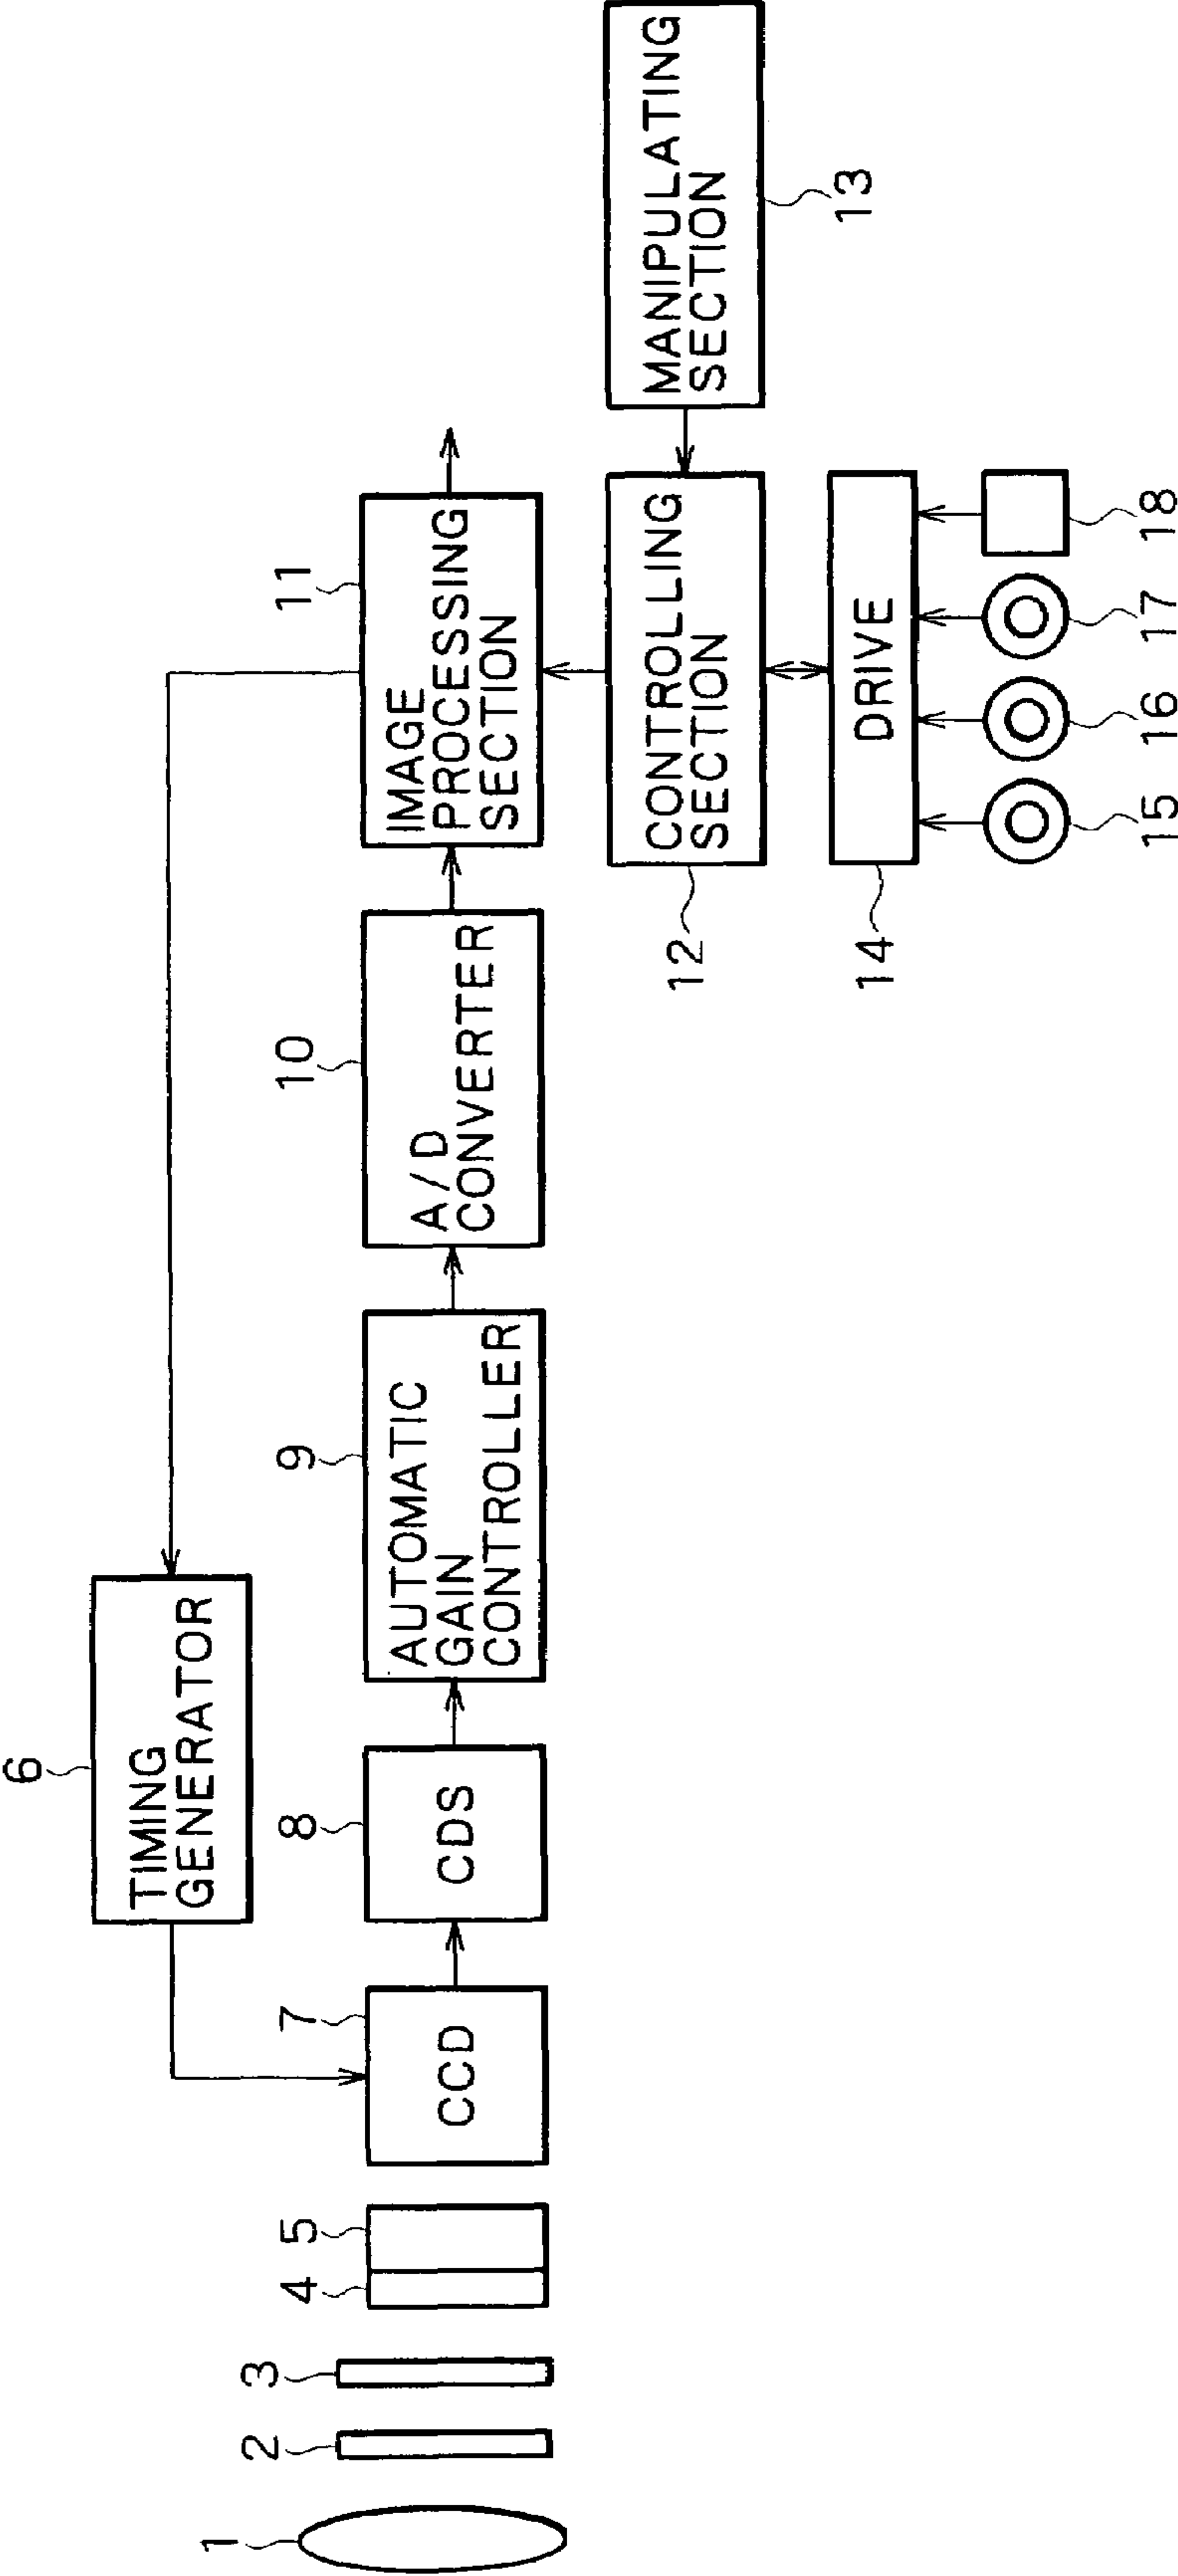 6
TIMING
GENERATOR
1
2
3
4
5
7
CCD
8
CDS
9
AUTOMATIC
GAIN
CONTROLLER
10
A/D
CONVERTER
11
IMAGE
PROCESSING
SECTION
12
CONTROLLING
SECTION
MANIPULATING
SECTION
13
14
DRIVE
15
16
17
18